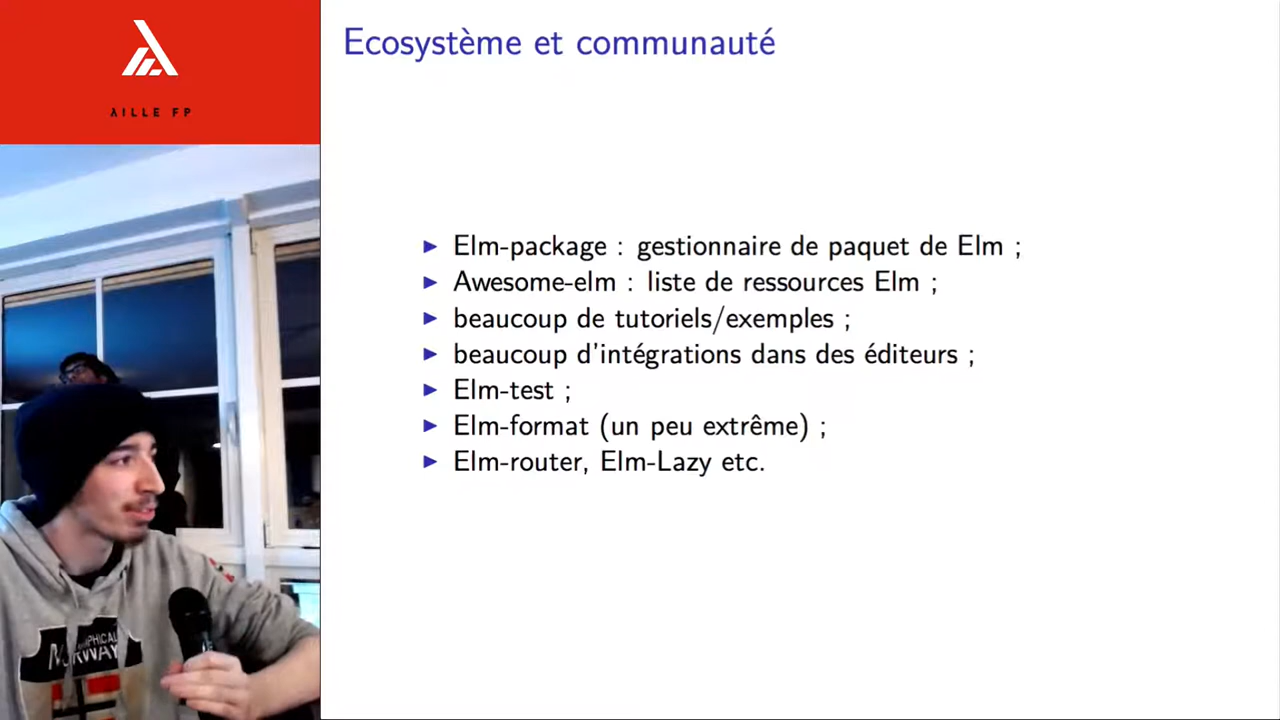 λILLE FP
Ecosystème et communauté
Elm-package : gestionnaire de paquet de Elm ;
Awesome-elm : liste de ressources Elm ;
beaucoup de tutoriels/exemples ;
beaucoup d'intégrations dans des éditeurs ;
Elm-test ;
Elm-format (un peu extrême) ;
Elm-router, Elm-Lazy etc.